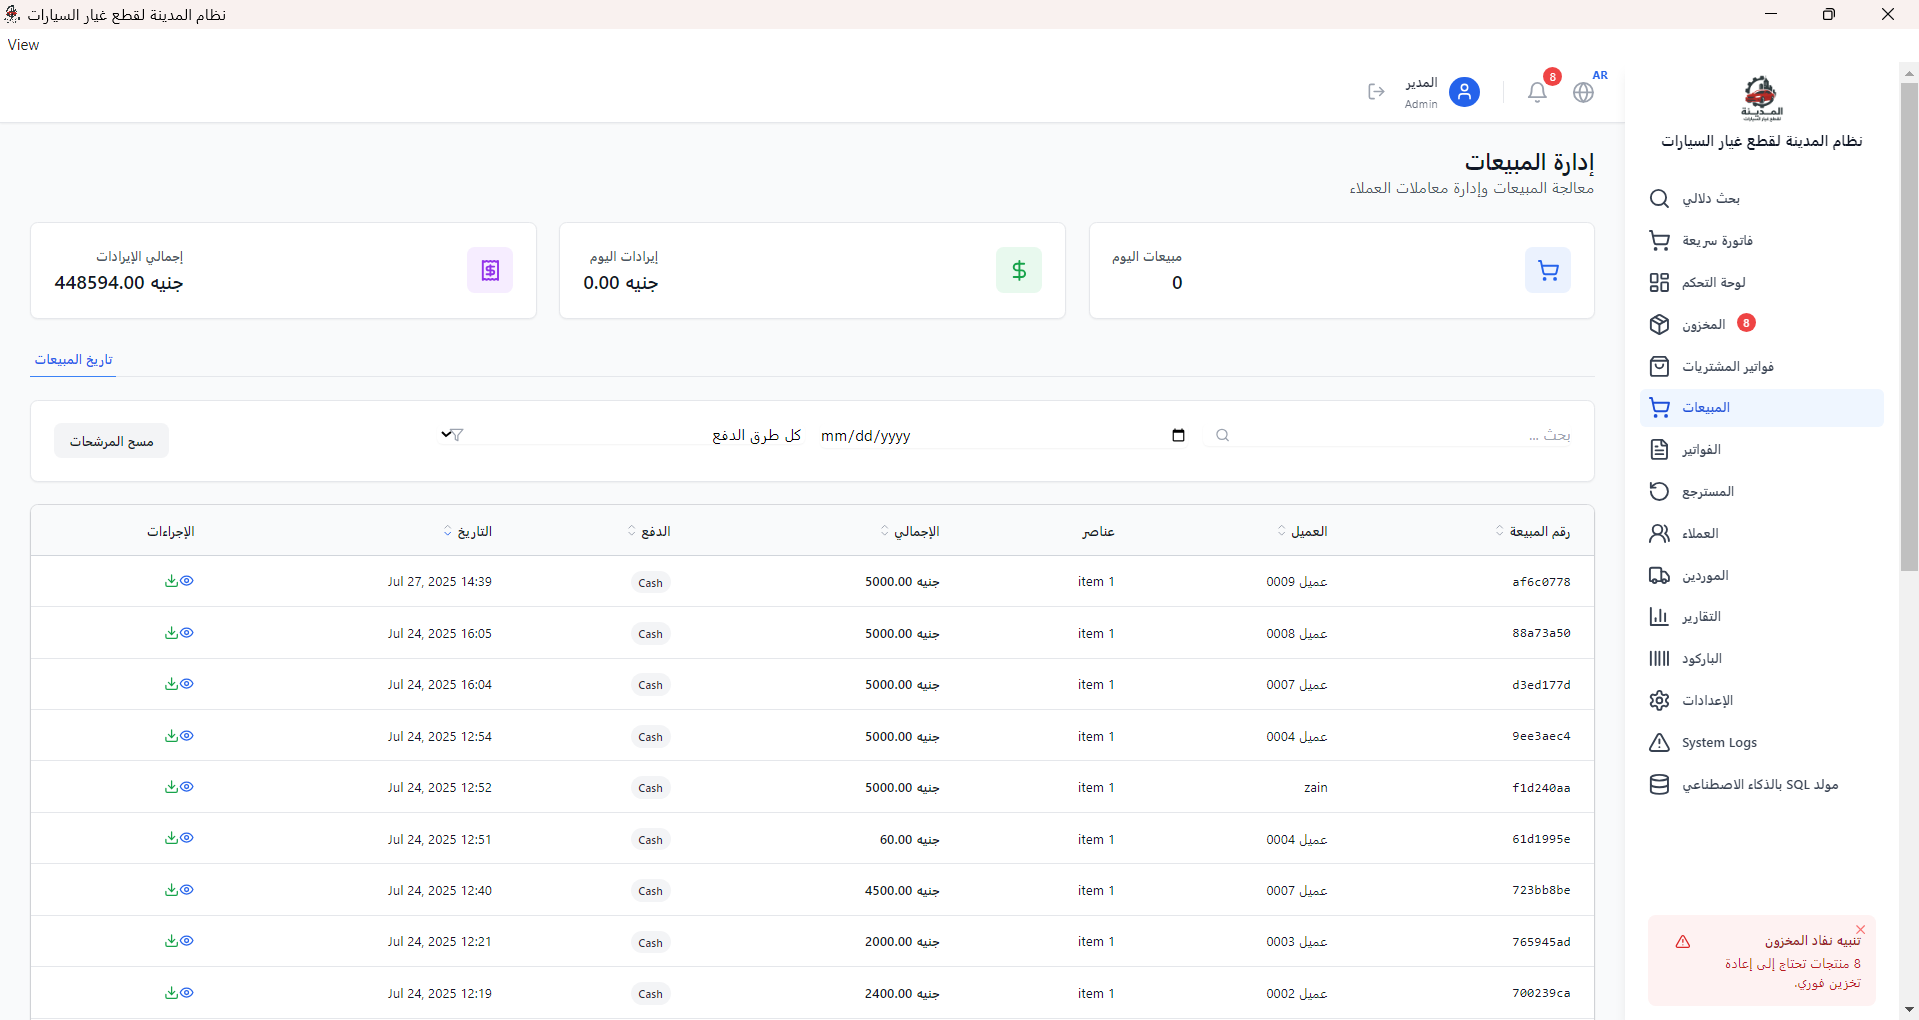 نظام المدينة لقطع غيار السيارات
View
AR
8
المدير
Admin
المدينة
لقطع غيار السيارات
نظام المدينة لقطع غيار السيارات
بحث دلالي
فاتورة سريعة
لوحة التحكم
المخزون 8
فواتير المشتريات
المبيعات
الفواتير
المسترجع
العملاء
الموردين
التقارير
الباركود
الإعدادات
System Logs
مولد SQL بالذكاء الاصطناعي
تنبيه نفاد المخزون
8 منتجات تحتاج إلى إعادة
تخزين فوري.
إدارة المبيعات
معالجة المبيعات وإدارة معاملات العملاء
مبيعات اليوم
0
إيرادات اليوم
جنيه 0.00
إجمالي الإيرادات
جنيه 448594.00
تاريخ المبيعات
بحث ...
mm/dd/yyyy
كل طرق الدفع
مسح المرشحات
رقم المبيعة العميل عناصر الإجمالي الدفع التاريخ الإجراءات
af6c0778 عميل 0009 item 1 جنيه 5000.00 Cash Jul 27, 2025 14:39
88a73a50 عميل 0008 item 1 جنيه 5000.00 Cash Jul 24, 2025 16:05
d3ed177d عميل 0007 item 1 جنيه 5000.00 Cash Jul 24, 2025 16:04
9ee3aec4 عميل 0004 item 1 جنيه 5000.00 Cash Jul 24, 2025 12:54
f1d240aa zain item 1 جنيه 5000.00 Cash Jul 24, 2025 12:52
61d1995e عميل 0004 item 1 جنيه 60.00 Cash Jul 24, 2025 12:51
723bb8be عميل 0007 item 1 جنيه 4500.00 Cash Jul 24, 2025 12:40
765945ad عميل 0003 item 1 جنيه 2000.00 Cash Jul 24, 2025 12:21
700239ca عميل 0002 item 1 جنيه 2400.00 Cash Jul 24, 2025 12:19